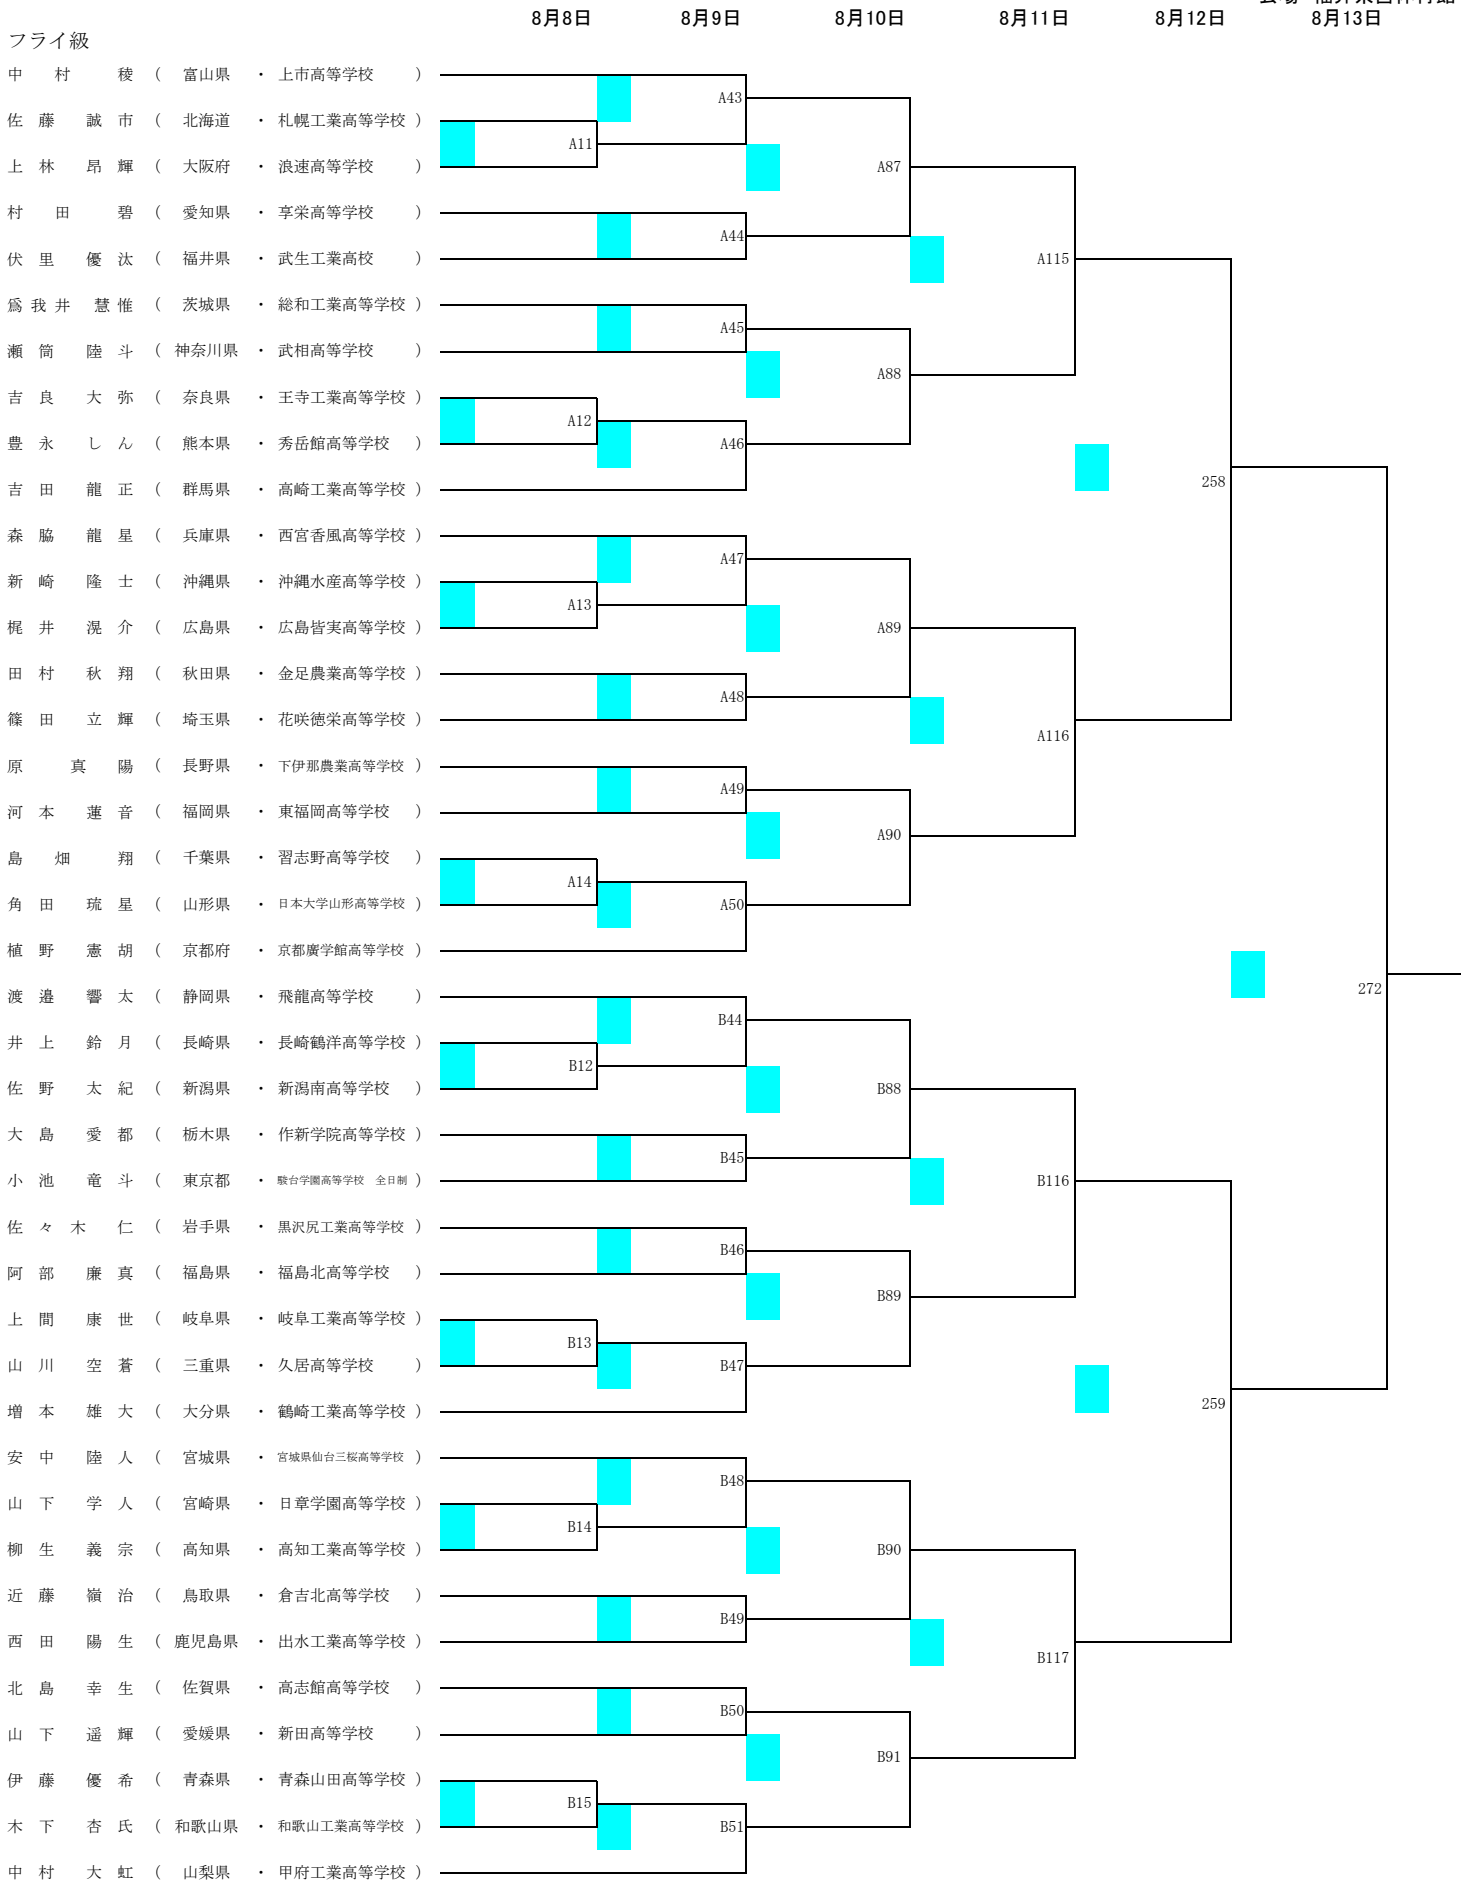 8月8日 8月9日 8月10日 8月11日 8月12日 8月13日
フライ級
中村 稜 ( 富山県 ・ 上市高等学校 )
A43
佐藤 誠市 ( 北海道 ・ 札幌工業高等学校 )
A11
上林 昂輝 ( 大阪府 ・ 浪速高等学校 )
A87
村田 碧 ( 愛知県 ・ 享栄高等学校 )
A44
伏里 優汰 ( 福井県 ・ 武生工業高校 )
A115
爲我井 慧惟 ( 茨城県 ・ 総和工業高等学校 )
A45
瀬筒 陸斗 ( 神奈川県 ・ 武相高等学校 )
A88
吉良 大弥 ( 奈良県 ・ 王寺工業高等学校 )
A12
豊永 しん ( 熊本県 ・ 秀岳館高等学校 )
A46
258
吉田 龍正 ( 群馬県 ・ 高崎工業高等学校 )
森脇 龍星 ( 兵庫県 ・ 西宮香風高等学校 )
A47
新崎 隆士 ( 沖縄県 ・ 沖縄水産高等学校 )
A13
梶井 滉介 ( 広島県 ・ 広島皆実高等学校 )
A89
田村 秋翔 ( 秋田県 ・ 金足農業高等学校 )
A48
篠田 立輝 ( 埼玉県 ・ 花咲徳栄高等学校 )
A116
原 真陽 ( 長野県 ・ 下伊那農業高等学校 )
A49
河本 蓮音 ( 福岡県 ・ 東福岡高等学校 )
A90
島畑 翔 ( 千葉県 ・ 習志野高等学校 )
A14
角田 琉星 ( 山形県 ・ 日本大学山形高等学校 )
A50
植野 憲胡 ( 京都府 ・ 京都廣学館高等学校 )
272
渡邉 響太 ( 静岡県 ・ 飛龍高等学校 )
B44
井上 鈴月 ( 長崎県 ・ 長崎鶴洋高等学校 )
B12
佐野 太紀 ( 新潟県 ・ 新潟南高等学校 )
B88
大島 愛都 ( 栃木県 ・ 作新学院高等学校 )
B45
小池 竜斗 ( 東京都 ・ 駿台学園高等学校 全日制 )
B116
佐々木 仁 ( 岩手県 ・ 黒沢尻工業高等学校 )
B46
阿部 廉真 ( 福島県 ・ 福島北高等学校 )
B89
上間 康世 ( 岐阜県 ・ 岐阜工業高等学校 )
B13
山川 空蒼 ( 三重県 ・ 久居高等学校 )
B47
259
増本 雄大 ( 大分県 ・ 鶴崎工業高等学校 )
安中 陸人 ( 宮城県 ・ 宮城県仙台三桜高等学校 )
B48
山下 学人 ( 宮崎県 ・ 日章学園高等学校 )
B14
柳生 義宗 ( 高知県 ・ 高知工業高等学校 )
B90
近藤 嶺治 ( 鳥取県 ・ 倉吉北高等学校 )
B49
西田 陽生 ( 鹿児島県 ・ 出水工業高等学校 )
B117
北島 幸生 ( 佐賀県 ・ 高志館高等学校 )
B50
山下 遥輝 ( 愛媛県 ・ 新田高等学校 )
B91
伊藤 優希 ( 青森県 ・ 青森山田高等学校 )
B15
木下 杏氏 ( 和歌山県 ・ 和歌山工業高等学校 )
B51
中村 大虹 ( 山梨県 ・ 甲府工業高等学校 )